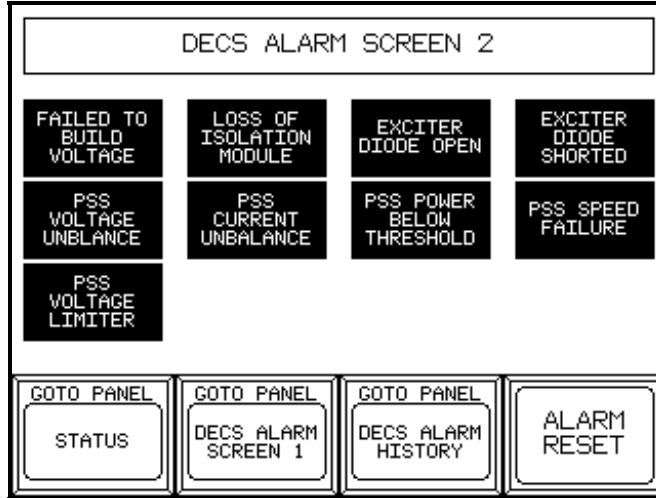 DECS ALARM SCREEN 2
FAILED TO
BUILD
VOLTAGE
LOSS OF
ISOLATION
MODULE
EXCITER
DIODE OPEN
EXCITER
DIODE
SHORTED
PSS
VOLTAGE
UNBLANCE
PSS
CURRENT
UNBALANCE
PSS POWER
BELOW
THRESHOLD
PSS SPEED
FAILURE
PSS
VOLTAGE
LIMITER
GOTO PANEL
STATUS
GOTO PANEL
DECS ALARM
SCREEN 1
GOTO PANEL
DECS ALARM
HISTORY
ALARM
RESET